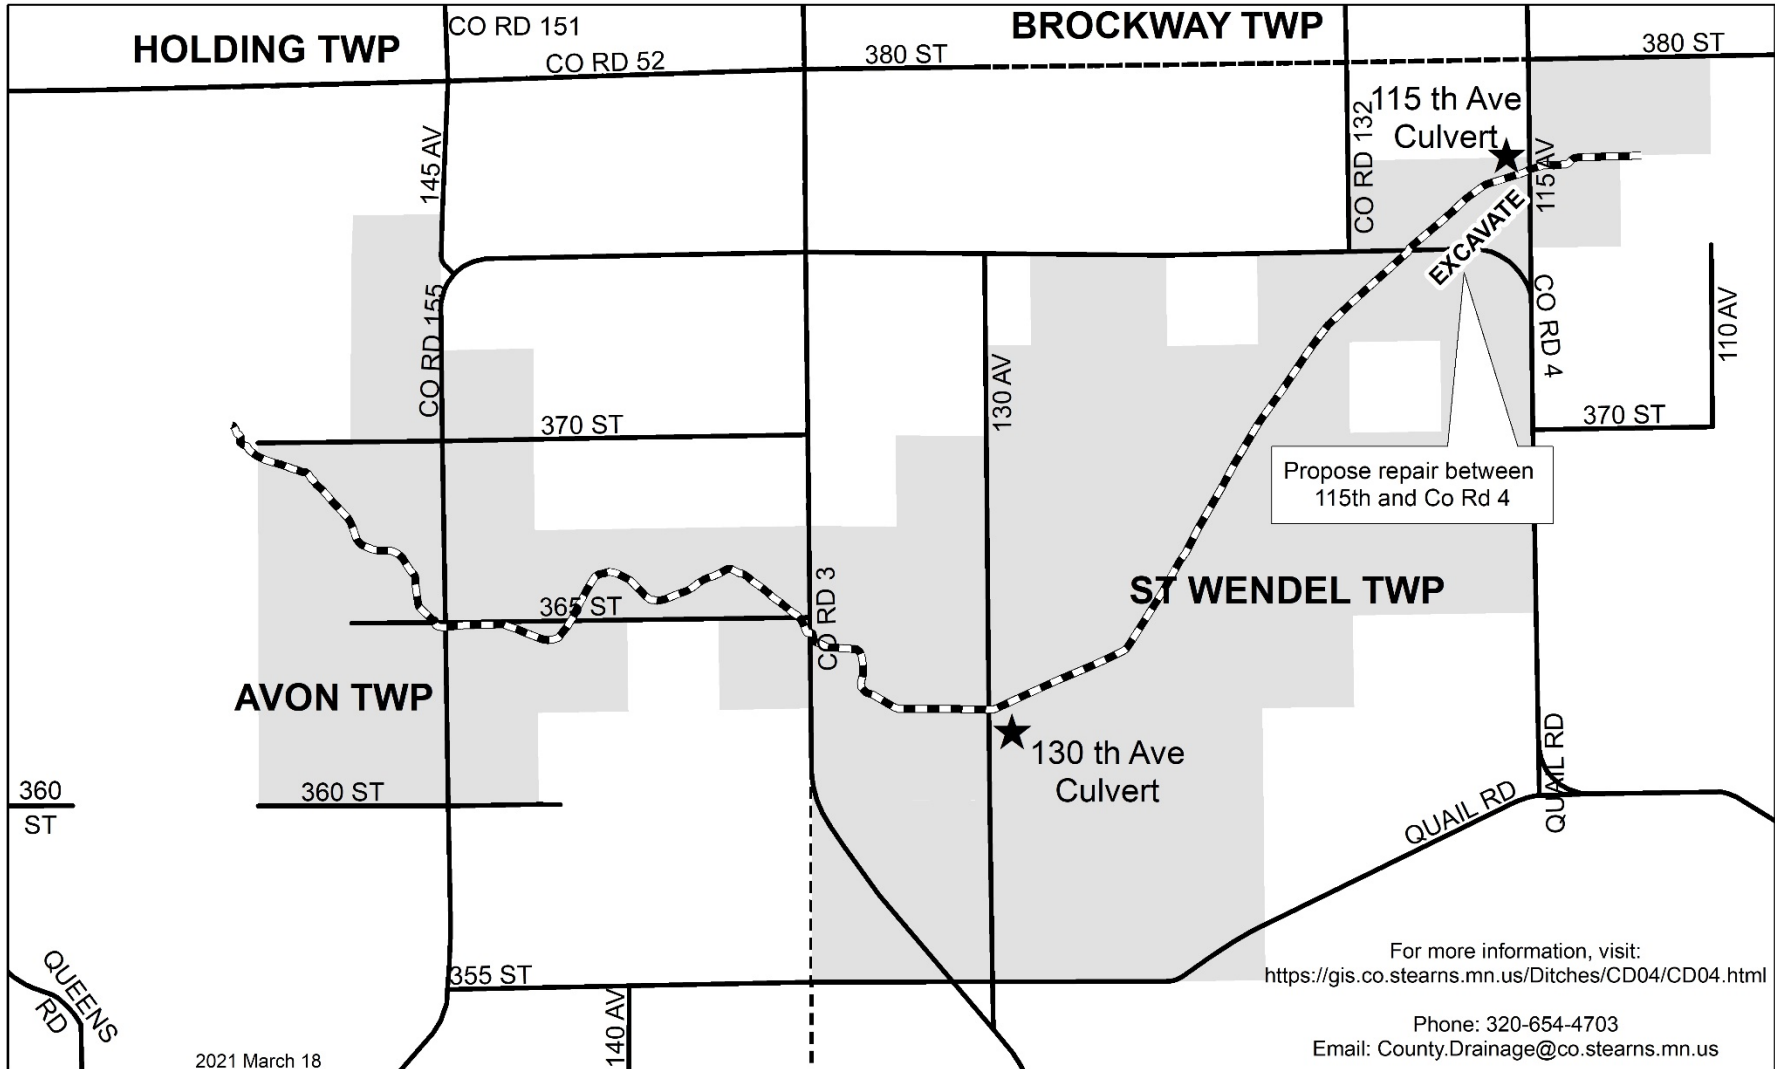 HOLDING TWP
CO RD 151
CO RD 52
BROCKWAY TWP
380 ST
380 ST
145 AV
CO RD 132
115 th Ave
Culvert
115 AV
EXCAVATE
CO RD 155
CO RD 4
110 AV
130 AV
370 ST
370 ST
Propose repair between
115th and Co Rd 4
365 ST
CO RD 3
ST WENDEL TWP
AVON TWP
130 th Ave
Culvert
360
ST
360 ST
QUAIL RD
QUAIL RD
QUEENS
RD
355 ST
140 AV
For more information, visit:
https://gis.co.stearns.mn.us/Ditches/CD04/CD04.html
Phone: 320-654-4703
Email: County.Drainage@co.stearns.mn.us
2021 March 18